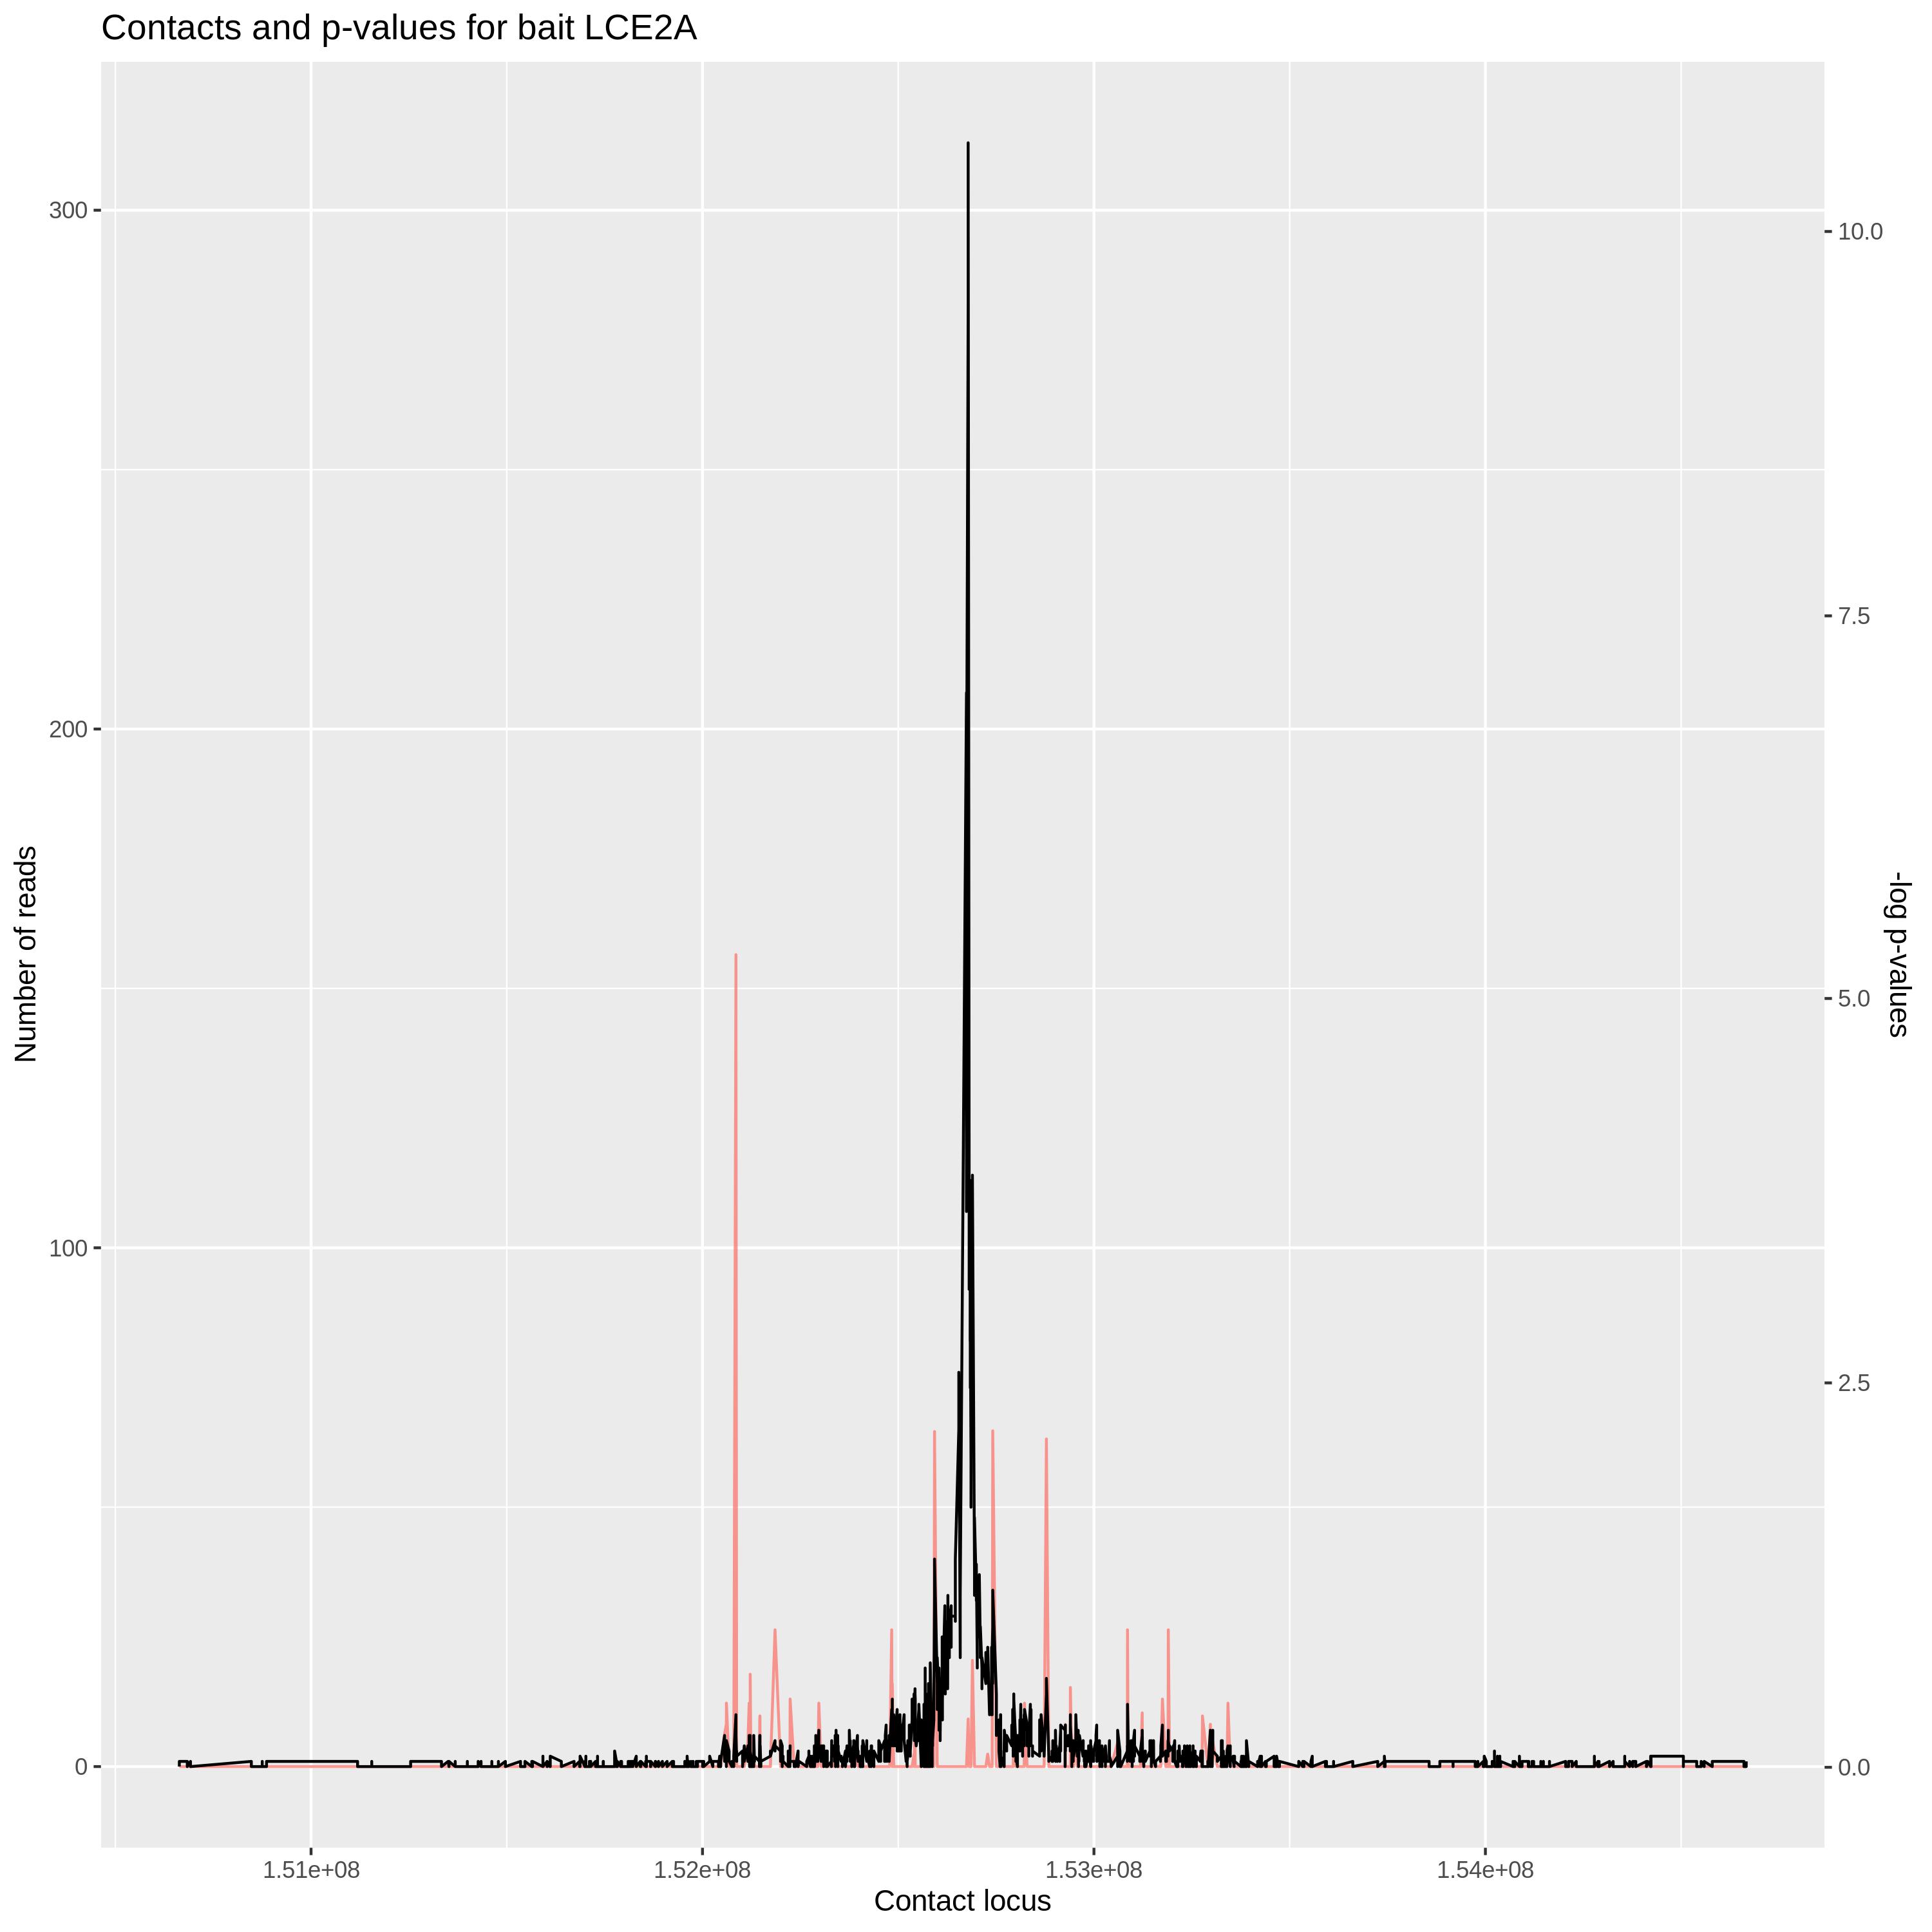 Contacts and p-values for bait LCE2A
300
200
100
0
Number of reads
10.0
7.5
5.0
2.5
0.0
-log p-values
1.51e+08
1.52e+08
1.53e+08
1.54e+08
Contact locus